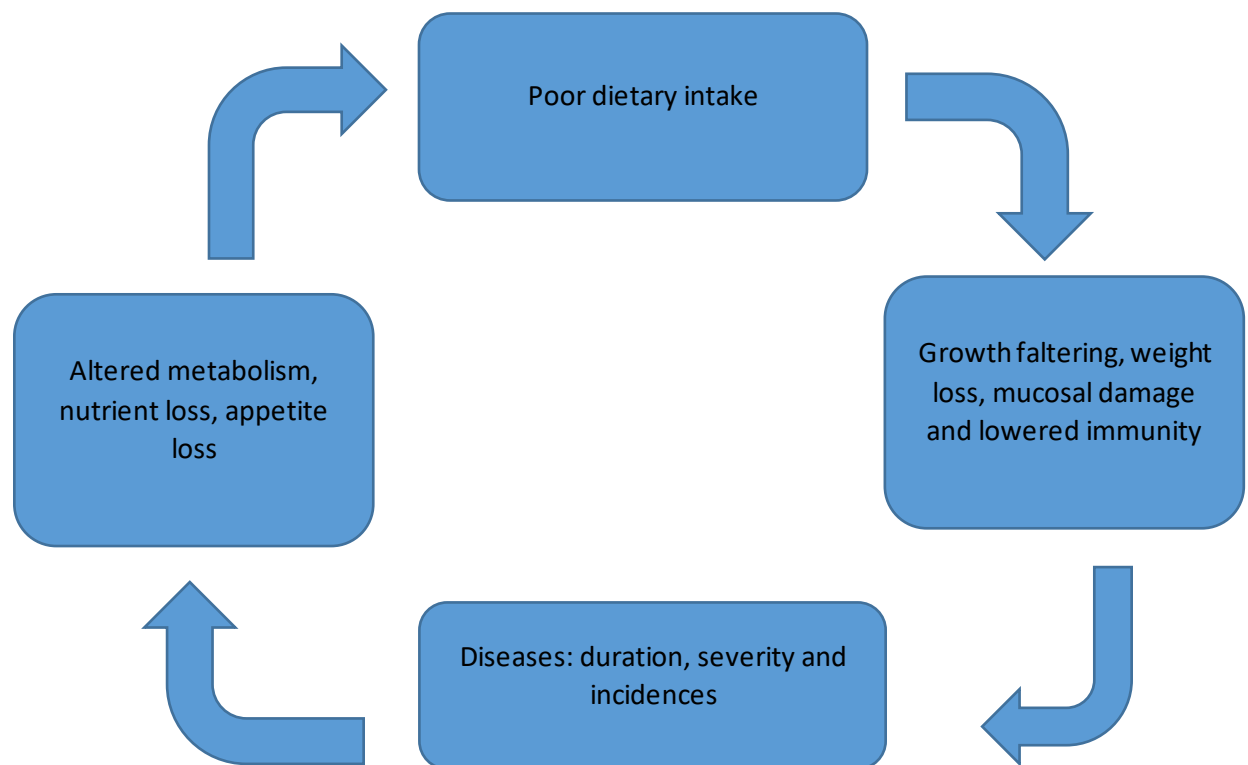 Poor dietary intake
Growth faltering, weight
loss, mucosal damage
and lowered immunity
Diseases: duration, severity and
incidences
Altered metabolism,
nutrient loss, appetite
loss